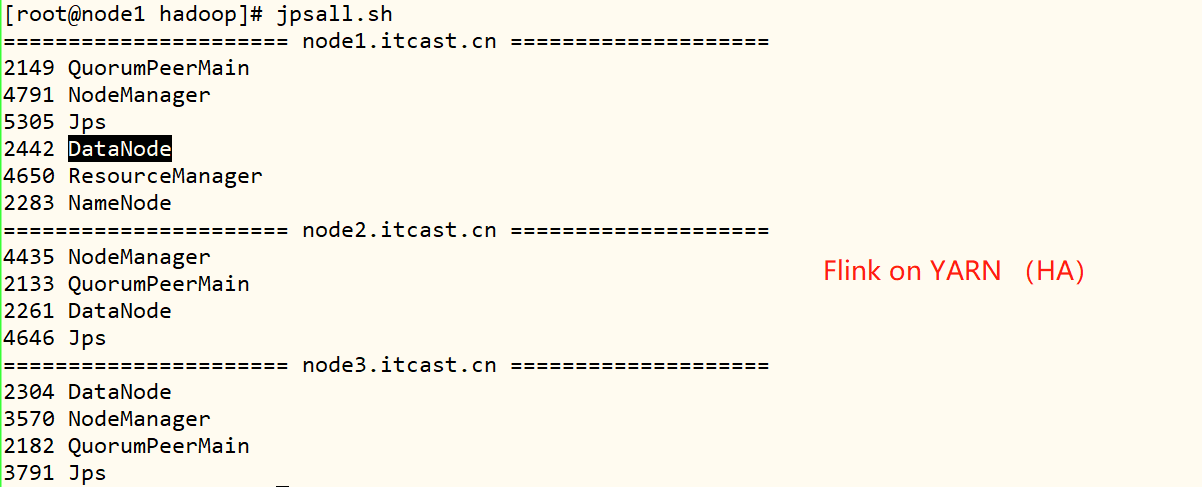 [root@node1 hadoop]# jpsall.sh
====================== node1.itcast.cn ====================
2149 QuorumPeerMain
4791 NodeManager
5305 Jps
2442 DataNode
4650 ResourceManager
2283 NameNode
====================== node2.itcast.cn ====================
4435 NodeManager
2133 QuorumPeerMain
2261 DataNode
4646 Jps
Flink on YARN （HA）
====================== node3.itcast.cn ====================
2304 DataNode
3570 NodeManager
2182 QuorumPeerMain
3791 Jps